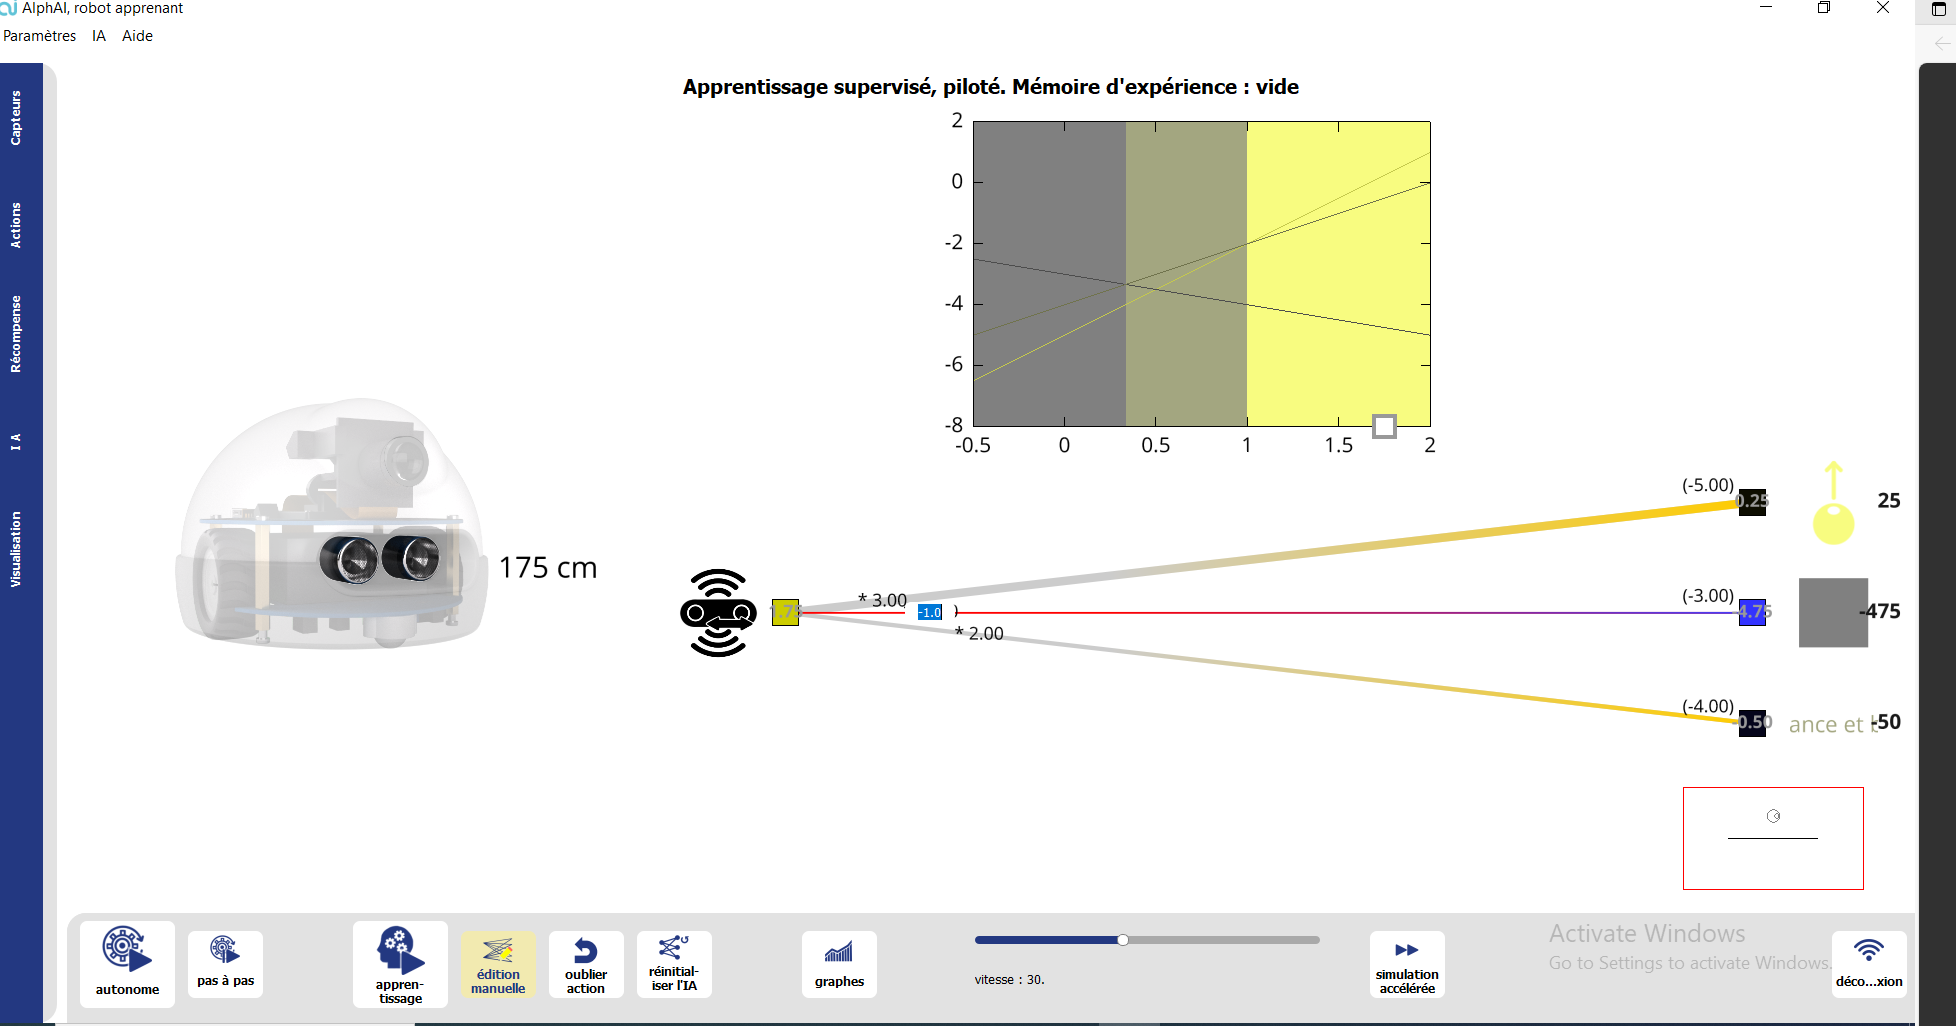 AlphAI, robot apprenant
Paramètres IA Aide
Capteurs
Actions
Récompense
I A
Visualisation
Apprentissage supervisé, piloté. Mémoire d'expérience : vide
2
0
-2
-4
-6
-8
-0.5 0 0.5 1 1.5 2
175 cm
(-5.00)
0.25
25
* 3.00
1.75
-1.0
)
(-3.00)
-4.75
-475
* 2.00
(-4.00)
-0.50
ance et
-50
autonome
pas à pas
appren-
tissage
édition
manuelle
oublier
action
réinitial-
iser l'IA
graphes
vitesse : 30.
simulation
accélérée
Activate Windows
Go to Settings to activate Windows.
déco...xion